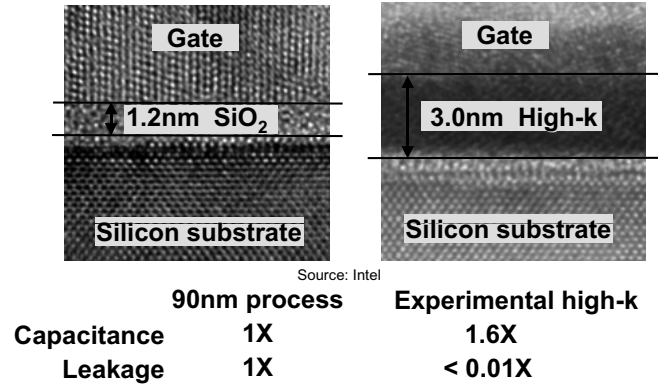 Gate Gate
1.2nm SiO₂ 3.0nm High-k
Silicon substrate Silicon substrate
Source: Intel
90nm process Experimental high-k
Capacitance 1X 1.6X
Leakage 1X < 0.01X